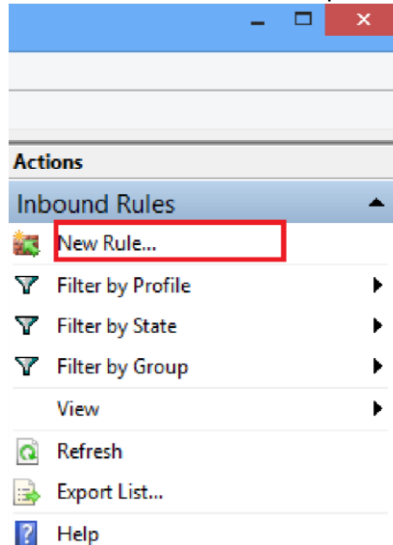 Actions
Inbound Rules
New Rule...
Filter by Profile
Filter by State
Filter by Group
View
Refresh
Export List...
Help